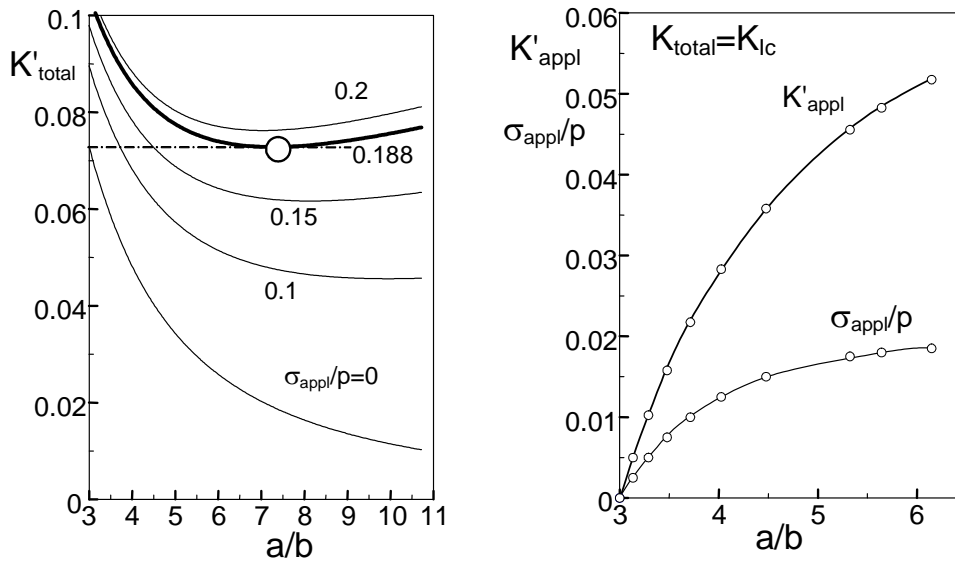 0.1
K'total
0.08
0.06
0.04
0.02
0
3 4 5 6 7 8 9 10 11
a/b
0.2
0.188
0.15
0.1
σappl/p=0
0.06
K'appl
0.05
σappl/p
0.04
0.03
0.02
0.01
0
3 4 5 6
a/b
Ktotal=KIc
K'appl
σappl/p